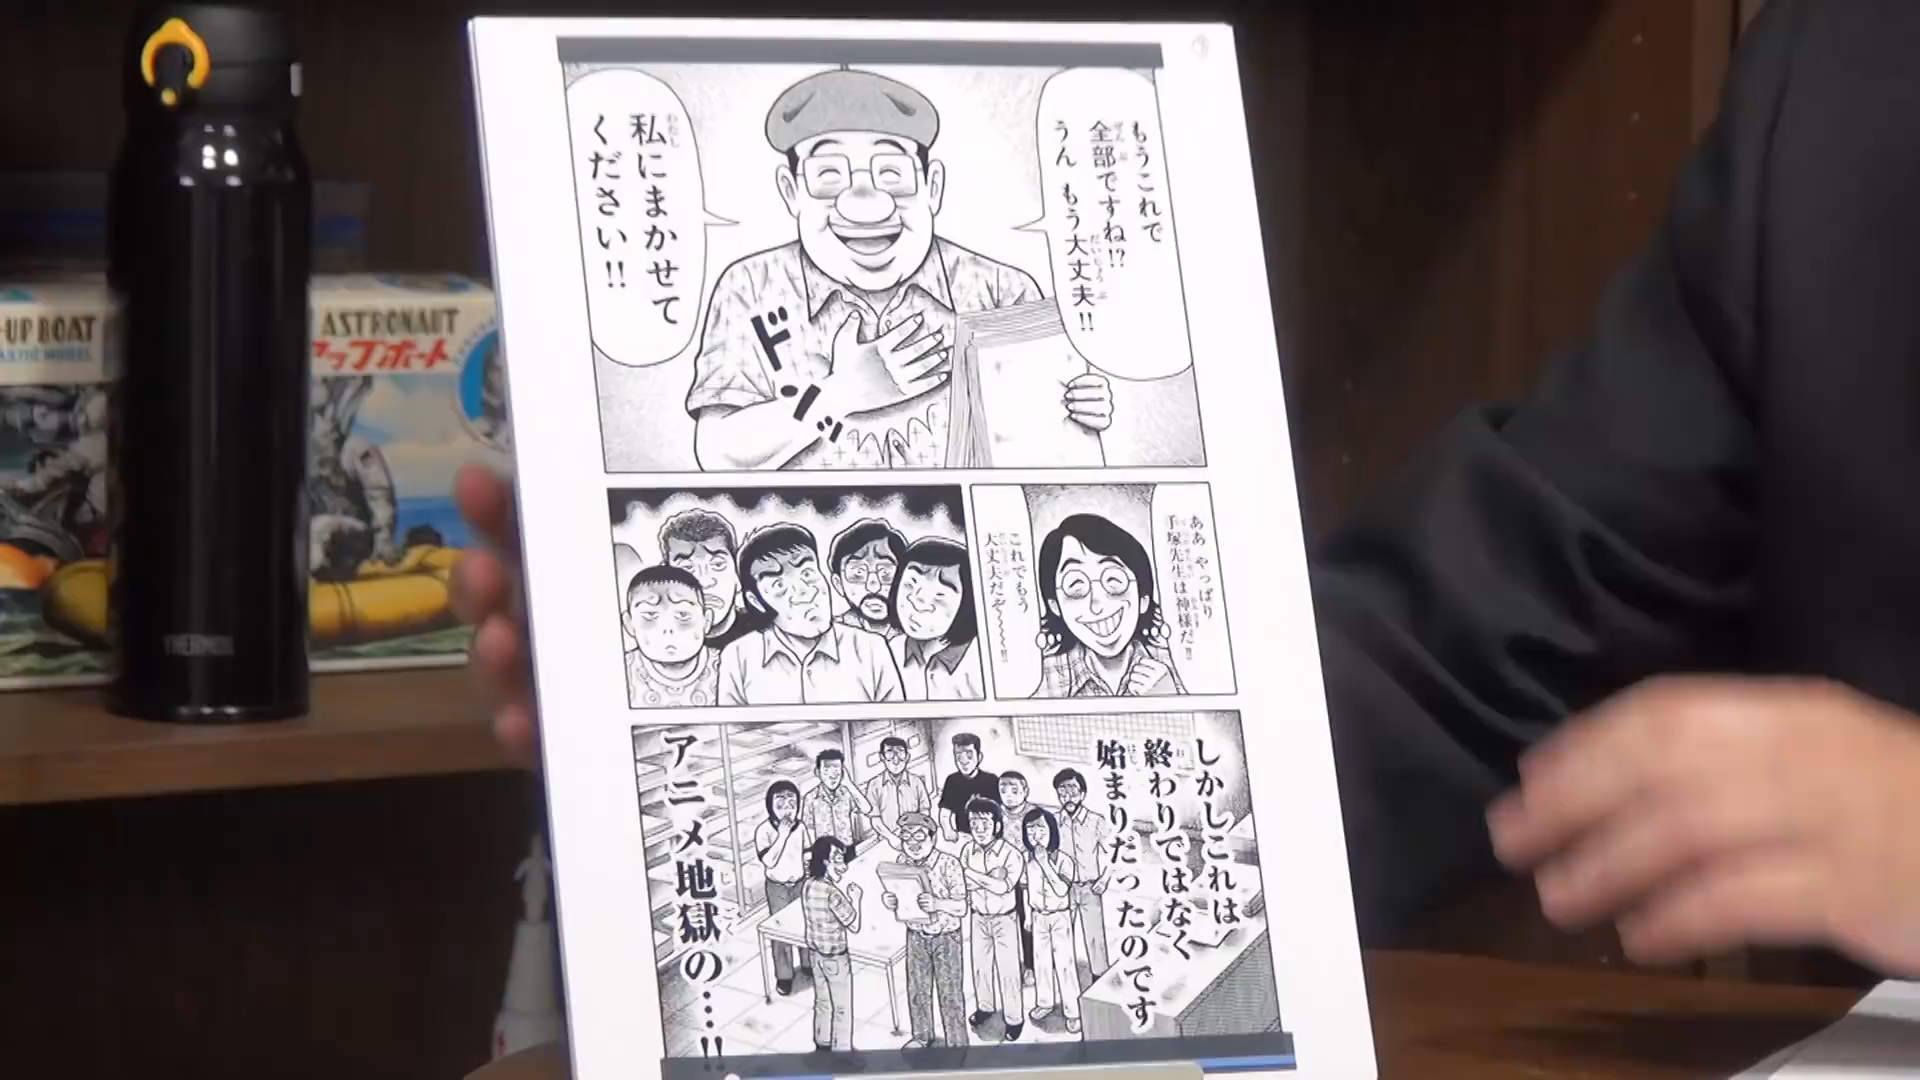 もうこれで
全部ですね!?
うん もう大丈夫!!
私にまかせて
ください!!
ドンッ
ああ やっぱり
手塚先生は神様だ!!
これでもう
大丈夫だぞ~~~!!
しかしこれは
終わりではなく
始まりだったのです
アニメ地獄の…!!
-UP BOAT
ASTRONAUT
アップボート
THERMOS